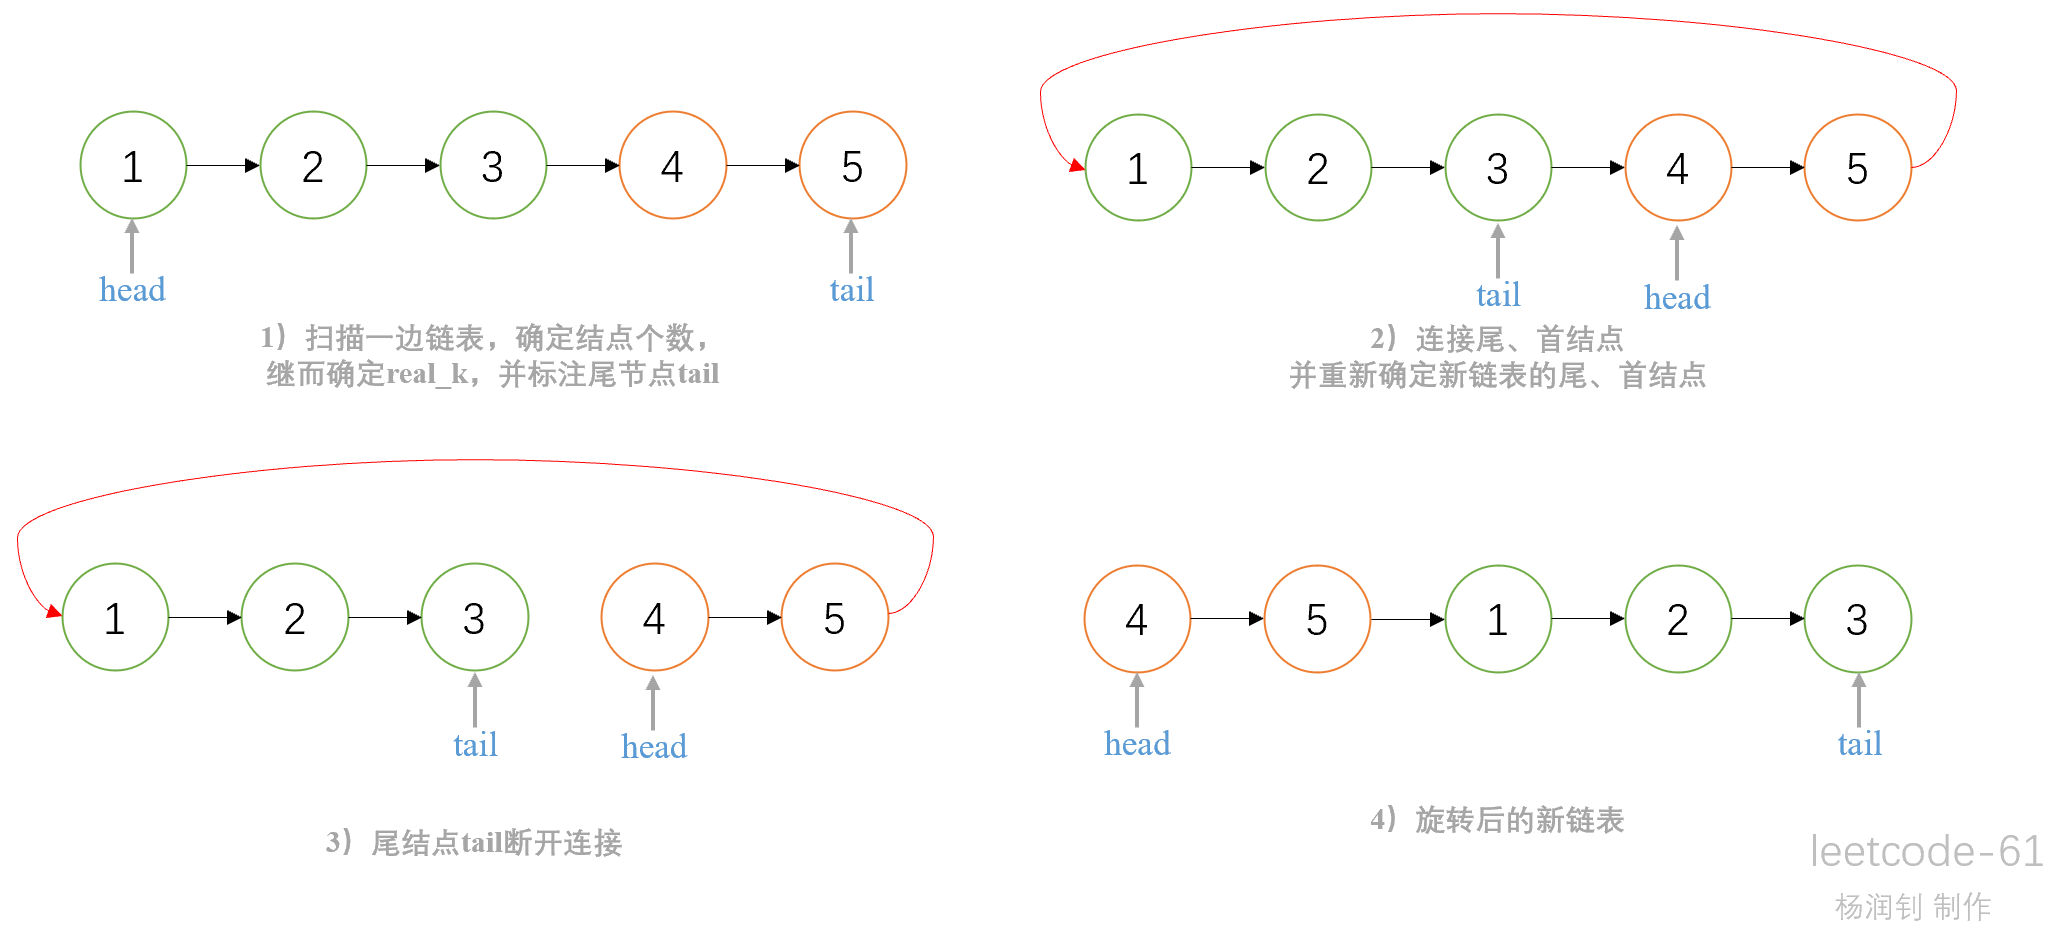 1 2 3 4 5
head tail
1）扫描一边链表，确定结点个数，
继而确定real_k，并标注尾节点tail
1 2 3 4 5
tail head
2）连接尾、首结点
并重新确定新链表的尾、首结点
1 2 3 4 5
tail head
3）尾结点tail断开连接
4 5 1 2 3
head tail
4）旋转后的新链表
leetcode-61
杨润钊 制作